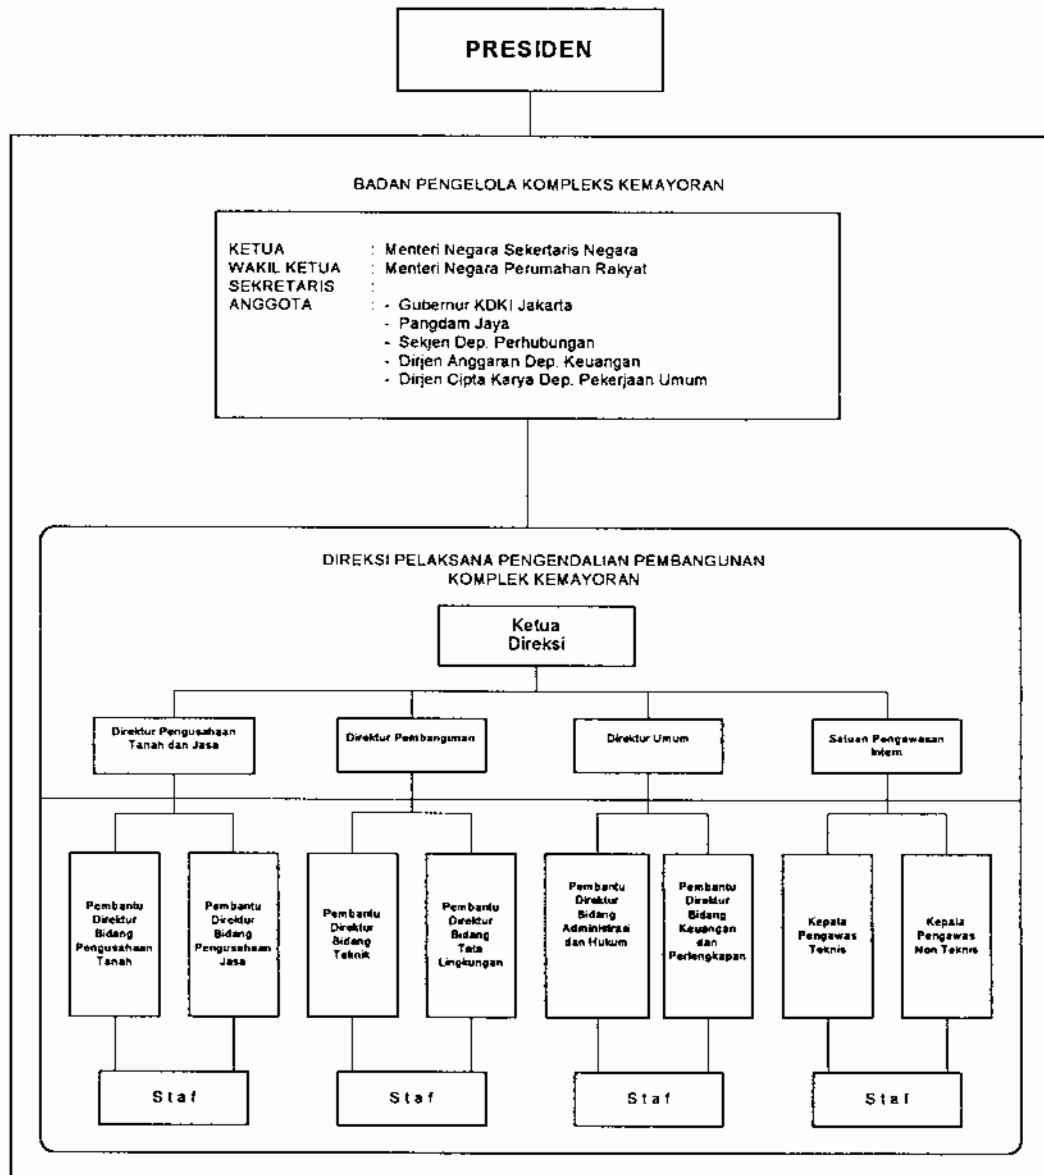 PRESIDEN
BADAN PENGELOLA KOMPLEKS KEMAYORAN
KETUA : Menteri Negara Sekertaris Negara
WAKIL KETUA : Menteri Negara Perumahan Rakyat
SEKRETARIS :
ANGGOTA : - Gubernur KDKI Jakarta
- Pangdam Jaya
- Sekjen Dep. Perhubungan
- Dirjen Anggaran Dep. Keuangan
- Dirjen Cipta Karya Dep. Pekerjaan Umum
DIREKSI PELAKSANA PENGENDALIAN PEMBANGUNAN
KOMPLEK KEMAYORAN
Ketua
Direksi
Direktur Pengusahaan
Tanah dan Jasa
Direktur Pembangunan
Direktur Umum
Satuan Pengawasan
Intern
Pembantu
Direktur
Bidang
Pengusahaan
Tanah
Pembantu
Direktur
Bidang
Pengusahaan
Jasa
Pembantu
Direktur
Bidang
Teknik
Pembantu
Direktur
Bidang
Tata
Lingkungan
Pembantu
Direktur
Bidang
Administrasi
dan Hukum
Pembantu
Direktur
Bidang
Keuangan
dan
Perlengkapan
Kepala
Pengawas
Teknis
Kepala
Pengawas
Non Teknis
Staf
Staf
Staf
Staf